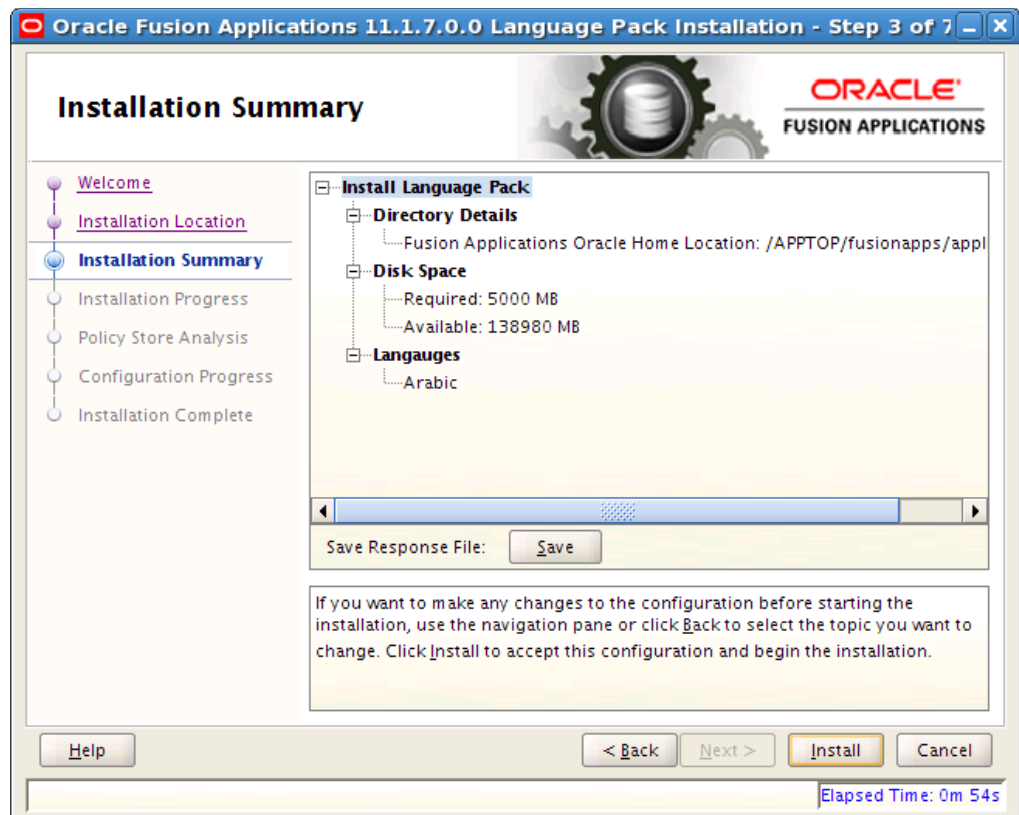 Oracle Fusion Applications 11.1.7.0.0 Language Pack Installation - Step 3 of 7
Installation Summary
ORACLE
FUSION APPLICATIONS
Welcome
Installation Location
Installation Summary
Installation Progress
Policy Store Analysis
Configuration Progress
Installation Complete
Install Language Pack
Directory Details
Fusion Applications Oracle Home Location: /APPTOP/fusionapps/appl
Disk Space
Required: 5000 MB
Available: 138980 MB
Langauges
Arabic
Save Response File: Save
If you want to make any changes to the configuration before starting the
installation, use the navigation pane or click Back to select the topic you want to
change. Click Install to accept this configuration and begin the installation.
Help < Back Next > Install Cancel
Elapsed Time: 0m 54s